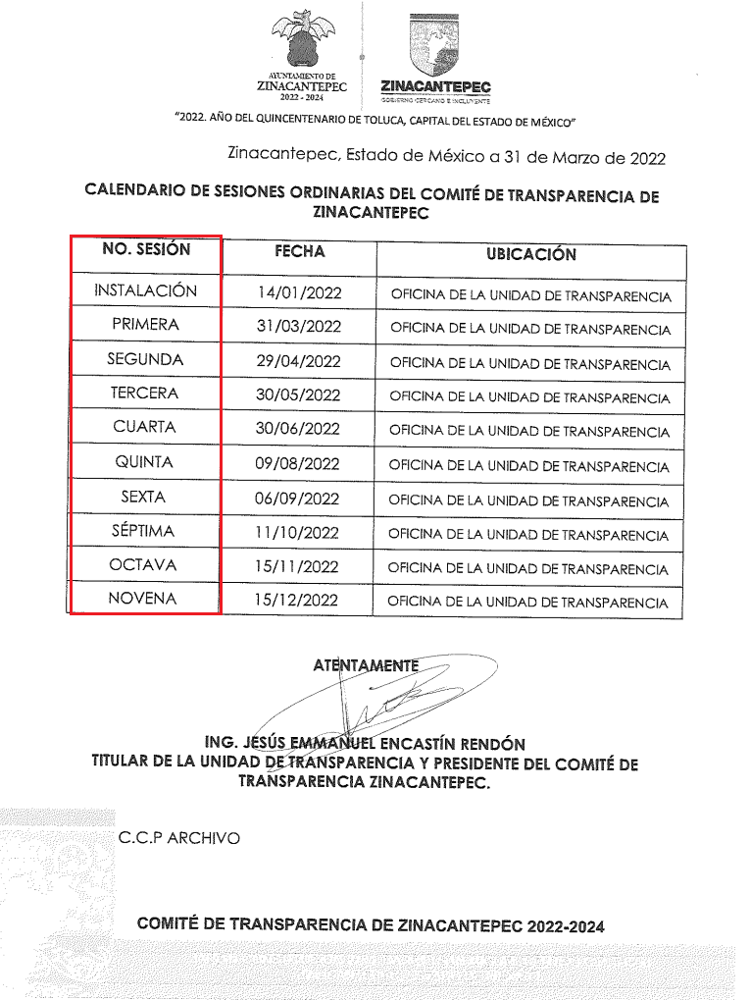 AYUNTAMIENTO DE
ZINACANTEPEC
2022 - 2024
ZINACANTEPEC
GOBIERNO CERCANO E INCLUYENTE
"2022. AÑO DEL QUINCENTENARIO DE TOLUCA, CAPITAL DEL ESTADO DE MÉXICO"
Zinacantepec, Estado de México a 31 de Marzo de 2022
CALENDARIO DE SESIONES ORDINARIAS DEL COMITÉ DE TRANSPARENCIA DE
ZINACANTEPEC
NO. SESIÓN FECHA UBICACIÓN
INSTALACIÓN 14/01/2022 OFICINA DE LA UNIDAD DE TRANSPARENCIA
PRIMERA 31/03/2022 OFICINA DE LA UNIDAD DE TRANSPARENCIA
SEGUNDA 29/04/2022 OFICINA DE LA UNIDAD DE TRANSPARENCIA
TERCERA 30/05/2022 OFICINA DE LA UNIDAD DE TRANSPARENCIA
CUARTA 30/06/2022 OFICINA DE LA UNIDAD DE TRANSPARENCIA
QUINTA 09/08/2022 OFICINA DE LA UNIDAD DE TRANSPARENCIA
SEXTA 06/09/2022 OFICINA DE LA UNIDAD DE TRANSPARENCIA
SÉPTIMA 11/10/2022 OFICINA DE LA UNIDAD DE TRANSPARENCIA
OCTAVA 15/11/2022 OFICINA DE LA UNIDAD DE TRANSPARENCIA
NOVENA 15/12/2022 OFICINA DE LA UNIDAD DE TRANSPARENCIA
ATENTAMENTE
ING. JESÚS EMMANUEL ENCASTÍN RENDÓN
TITULAR DE LA UNIDAD DE TRANSPARENCIA Y PRESIDENTE DEL COMITÉ DE
TRANSPARENCIA ZINACANTEPEC.
C.C.P ARCHIVO
COMITÉ DE TRANSPARENCIA DE ZINACANTEPEC 2022-2024